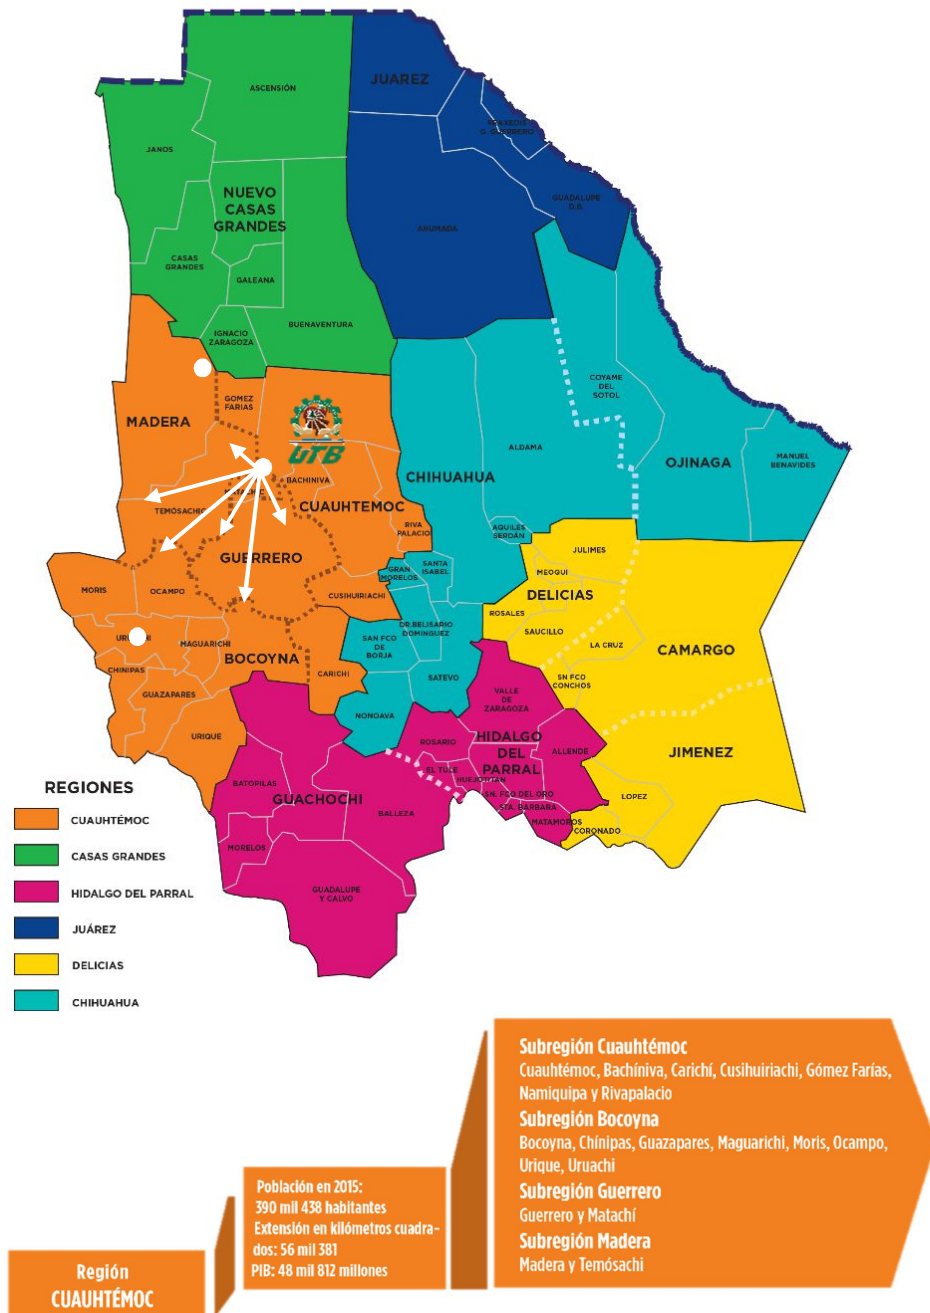 JUAREZ
ASCENSIÓN
PRAXEDIS
G. GUERRERO
JANOS
NUEVO
CASAS
GRANDES
GUADALUPE
D.B.
AHUMADA
CASAS
GRANDES
GALEANA
BUENAVENTURA
IGNACIO
ZARAGOZA
COYAME
DEL
SOTOL
GOMEZ
FARIAS
MADERA
UTB
ALDAMA
OJINAGA
MANUEL
BENAVIDES
CHIHUAHUA
BACHINIVA
MATACHIC
CUAUHTEMOC
TEMÓSACHIC
RIVA
PALACIO
AQUILES
SERDÁN
JULIMES
GUERRERO
SANTA
ISABEL
GRAN
MORELOS
MEOQUI
DELICIAS
MORIS
OCAMPO
CUSIHUIRIACHI
ROSALES
DR.BELISARIO
DOMINGUEZ
SAUCILLO
SAN FCO
DE
BORJA
MAGUARICHI
LA CRUZ
CAMARGO
BOCOYNA
CHINIPAS
CARICHI
SATEVO
SN FCO
CONCHOS
GUAZAPARES
VALLE
DE
ZARAGOZA
NONOAVA
URIQUE
ROSARIO
HIDALGO
DEL
PARRAL
ALLENDE
JIMENEZ
EL TULE
HUEJOTITAN
BATOPILAS
GUACHOCHI
SN. FCO DEL ORO
STA. BARBARA
LOPEZ
BALLEZA
MATAMOROS
CORONADO
MORELOS
GUADALUPE
Y CALVO
REGIONES
CUAUHTÉMOC
CASAS GRANDES
HIDALGO DEL PARRAL
JUÁREZ
DELICIAS
CHIHUAHUA
Región
CUAUHTÉMOC
Población en 2015:
390 mil 438 habitantes
Extensión en kilómetros cuadra-
dos: 56 mil 381
PIB: 48 mil 812 millones
Subregión Cuauhtémoc
Cuauhtémoc, Bachíniva, Carichí, Cusihuiriachi, Gómez Farías,
Namiquipa y Rivapalacio
Subregión Bocoyna
Bocoyna, Chínipas, Guazapares, Maguarichi, Moris, Ocampo,
Urique, Uruachi
Subregión Guerrero
Guerrero y Matachí
Subregión Madera
Madera y Temósachi